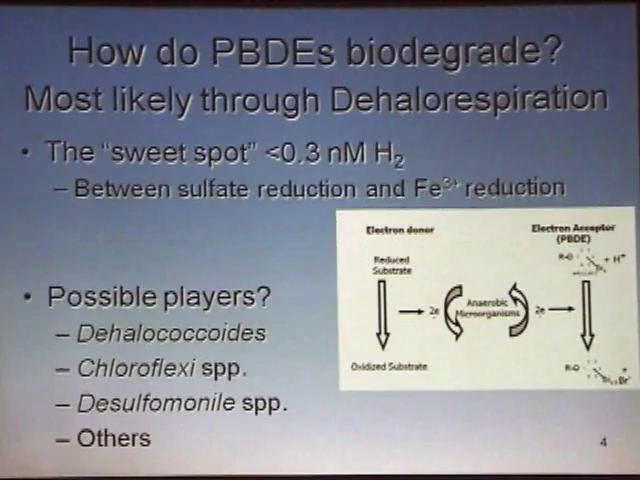 How do PBDEs biodegrade?
Most likely through Dehalorespiration
• The “sweet spot” <0.3 nM H₂
– Between sulfate reduction and Fe³⁺ reduction
• Possible players?
– Dehalococcoides
– Chloroflexi spp.
– Desulfomonile spp.
– Others
Electron donor
Electron Acceptor
(PBDE)
Reduced
Substrate
R-O
+ H⁺
2e
Anaerobic
Microorganisms
2e
Oxidized Substrate
R-O
+
Br⁻
4